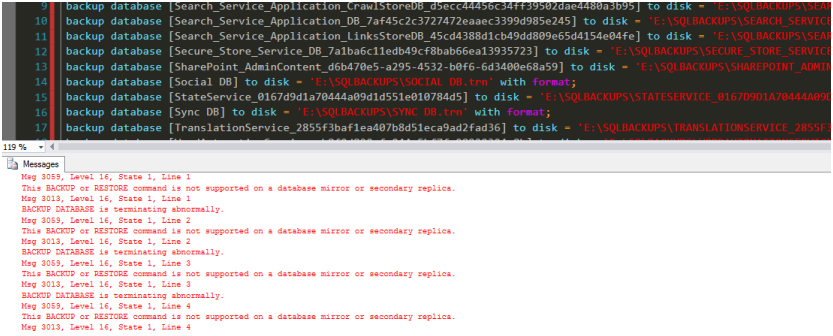 9 backup database [Search_Service_Application_CrawlStoreDB_d5ecc44456c34ff39502dae4480a3b95] to disk = 'E:\SQLBACKUPS\SEAR
10 backup database [Search_Service_Application_DB_7af45c2c3727472eaaec3399d985e245] to disk = 'E:\SQLBACKUPS\SEARCH_SERVICE
11 backup database [Search_Service_Application_LinksStoreDB_45cd4388d1cb49dd809e65d4154e04fe] to disk = 'E:\SQLBACKUPS\SEAR
12 backup database [Secure_Store_Service_DB_7a1ba6c11edb49cf8bab66ea13935723] to disk = 'E:\SQLBACKUPS\SECURE_STORE_SERVICE
13 backup database [SharePoint_AdminContent_d6b470e5-a295-4532-b0f6-6d3400e68a59] to disk = 'E:\SQLBACKUPS\SHAREPOINT_ADMIN
14 backup database [Social DB] to disk = 'E:\SQLBACKUPS\SOCIAL DB.trn' with format;
15 backup database [StateService_0167d9d1a70444a09d1d551e010784d5] to disk = 'E:\SQLBACKUPS\STATESERVICE_0167D9D1A70444A09D
16 backup database [Sync DB] to disk = 'E:\SQLBACKUPS\SYNC DB.trn' with format;
17 backup database [TranslationService_2855f3baf1ea407b8d51eca9ad2fad36] to disk = 'E:\SQLBACKUPS\TRANSLATIONSERVICE_2855F3
119 %
Messages
Msg 3059, Level 16, State 1, Line 1
This BACKUP or RESTORE command is not supported on a database mirror or secondary replica.
Msg 3013, Level 16, State 1, Line 1
BACKUP DATABASE is terminating abnormally.
Msg 3059, Level 16, State 1, Line 2
This BACKUP or RESTORE command is not supported on a database mirror or secondary replica.
Msg 3013, Level 16, State 1, Line 2
BACKUP DATABASE is terminating abnormally.
Msg 3059, Level 16, State 1, Line 3
This BACKUP or RESTORE command is not supported on a database mirror or secondary replica.
Msg 3013, Level 16, State 1, Line 3
BACKUP DATABASE is terminating abnormally.
Msg 3059, Level 16, State 1, Line 4
This BACKUP or RESTORE command is not supported on a database mirror or secondary replica.
Msg 3013, Level 16, State 1, Line 4